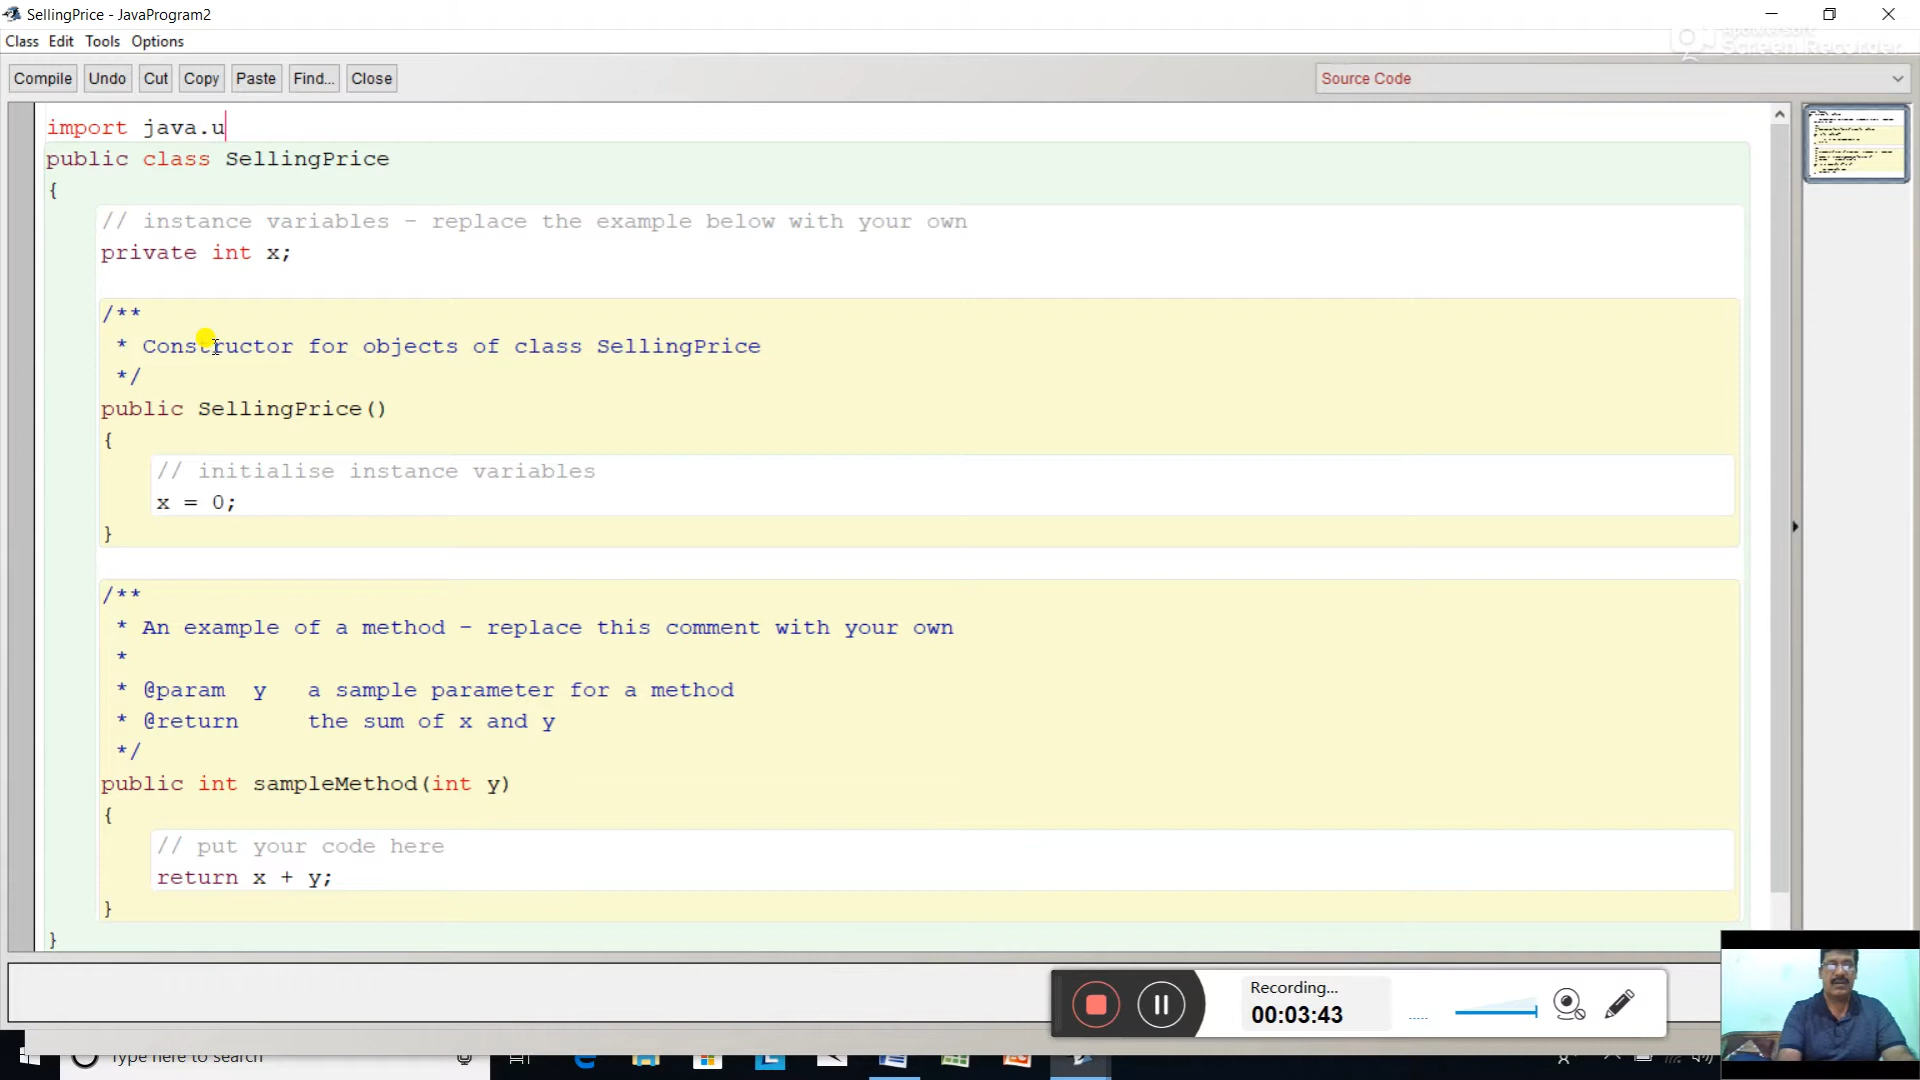 SellingPrice - JavaProgram2
Class Edit Tools Options
Apowersoft
Screen Recorder
Compile Undo Cut Copy Paste Find... Close Source Code
import java.u
public class SellingPrice
{
// instance variables - replace the example below with your own
private int x;
/**
* Constructor for objects of class SellingPrice
*/
public SellingPrice()
{
// initialise instance variables
x = 0;
}
/**
* An example of a method - replace this comment with your own
*
* @param y a sample parameter for a method
* @return the sum of x and y
*/
public int sampleMethod(int y)
{
// put your code here
return x + y;
}
}
Recording...
00:03:43
Type here to search